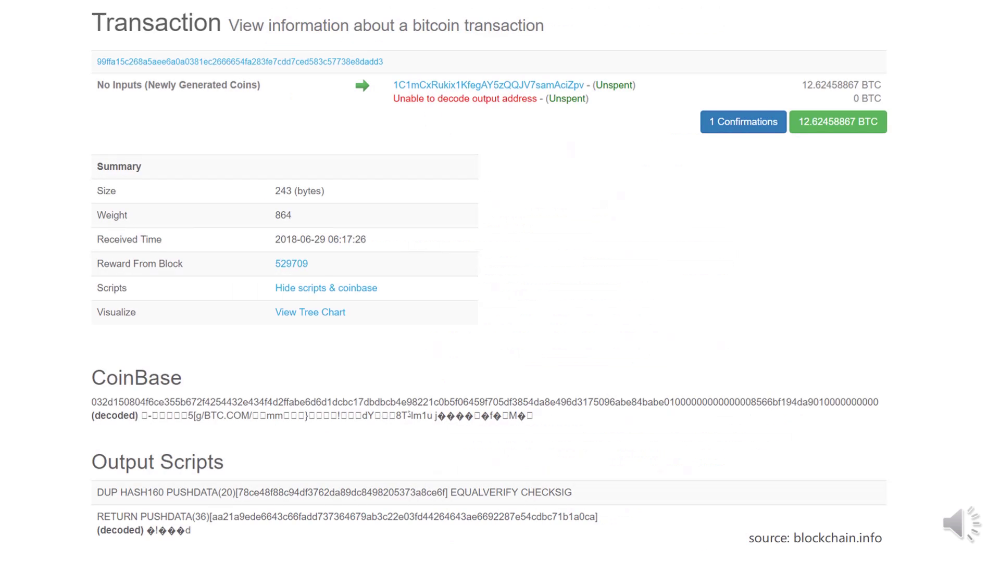 Transaction View information about a bitcoin transaction
99ffa15c268a5aee6a0a0381ec2666654fa283fe7cdd7ced583c57738e8dadd3
No Inputs (Newly Generated Coins)
1C1mCxRukix1KfegAY5zQQJV7samAciZpv - (Unspent) 12.62458867 BTC
Unable to decode output address - (Unspent) 0 BTC
1 Confirmations 12.62458867 BTC
Summary
Size 243 (bytes)
Weight 864
Received Time 2018-06-29 06:17:26
Reward From Block 529709
Scripts Hide scripts & coinbase
Visualize View Tree Chart
CoinBase
032d150804f6ce355b672f4254432e434f4d2ffabe6d6d1dcbc17dbdbcb4e98221c0b5f06459f705df3854da8e496d3175096abe84babe01000000000000008566bf194da9010000000000
(decoded) □-□□□□□5[g/BTC.COM/□□mm□□□}□□□□!□□□dY□□□8T lm1u j����□�f�□M�□
Output Scripts
DUP HASH160 PUSHDATA(20)[78ce48f88c94df3762da89dc8498205373a8ce6f] EQUALVERIFY CHECKSIG
RETURN PUSHDATA(36)[aa21a9ede6643c66fadd737364679ab3c22e03fd44264643ae6692287e54cdbc71b1a0ca]
(decoded) �!���d
source: blockchain.info